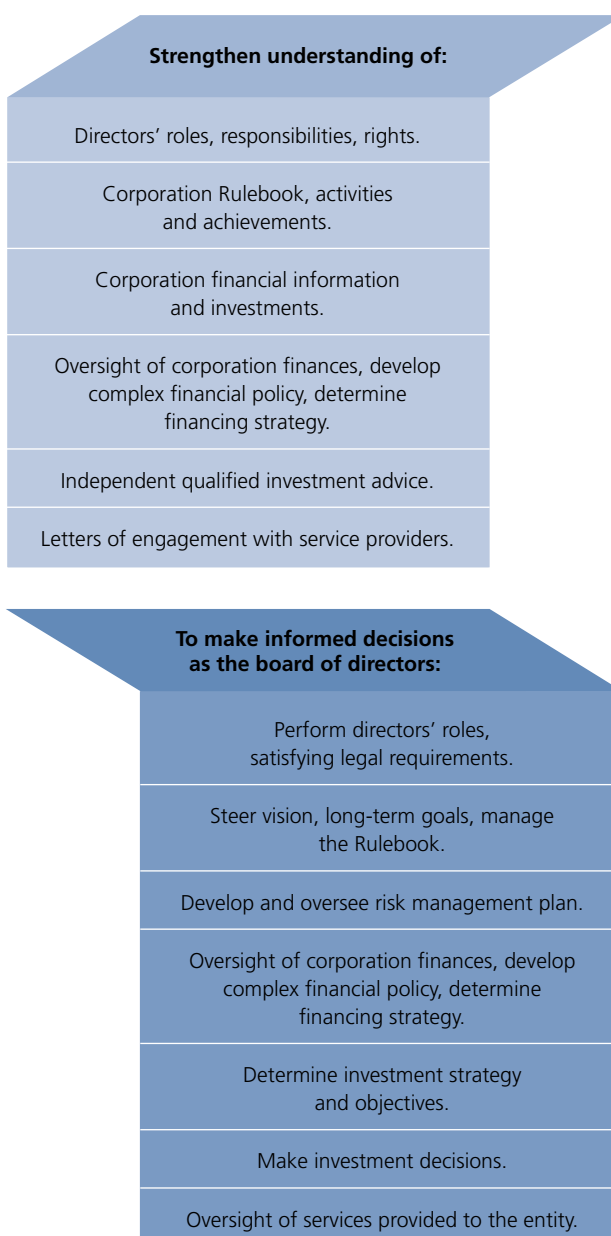 Strengthen understanding of:
Directors’ roles, responsibilities, rights.
Corporation Rulebook, activities
and achievements.
Corporation financial information
and investments.
Oversight of corporation finances, develop
complex financial policy, determine
financing strategy.
Independent qualified investment advice.
Letters of engagement with service providers.
To make informed decisions
as the board of directors:
Perform directors’ roles,
satisfying legal requirements.
Steer vision, long-term goals, manage
the Rulebook.
Develop and oversee risk management plan.
Oversight of corporation finances, develop
complex financial policy, determine
financing strategy.
Determine investment strategy
and objectives.
Make investment decisions.
Oversight of services provided to the entity.